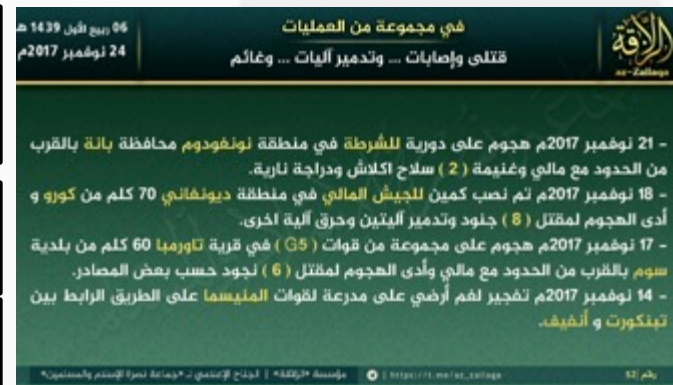 06 ربيع الأول 1439 هـ
24 نوفمبر 2017م
في مجموعة من العمليات
قتلى وإصابات ... وتدمير آليات ... وغنائم
الزلاقة
az-Zallaqa
- 21 نوفمبر 2017م هجوم على دورية للشرطة في منطقة نونغودوم محافظة بانة بالقرب
من الحدود مع مالي وغنيمة ( 2 ) سلاح اكلاش ودراجة نارية.
- 18 نوفمبر 2017م تم نصب كمين للجيش المالي في منطقة ديونغاني 70 كلم من كورو و
أدى الهجوم لمقتل ( 8 ) جنود وتدمير آليتين وحرق آلية اخرى.
- 17 نوفمبر 2017م هجوم على مجموعة من قوات ( G5 ) في قرية تاورمبا 60 كلم من بلدية
سوم بالقرب من الحدود مع مالي وأدى الهجوم لمقتل ( 6 ) نجود حسب بعض المصادر.
- 14 نوفمبر 2017م تفجير لغم أرضي على مدرعة لقوات المنيسما على الطريق الرابط بين
تبنكورت و أنفيف.
مؤسسة «الزلاقة» | الجناح الإعلامي لـ «جماعة نصرة الإسلام والمسلمين»
https://t.me/az_zallaqa
رقم |52